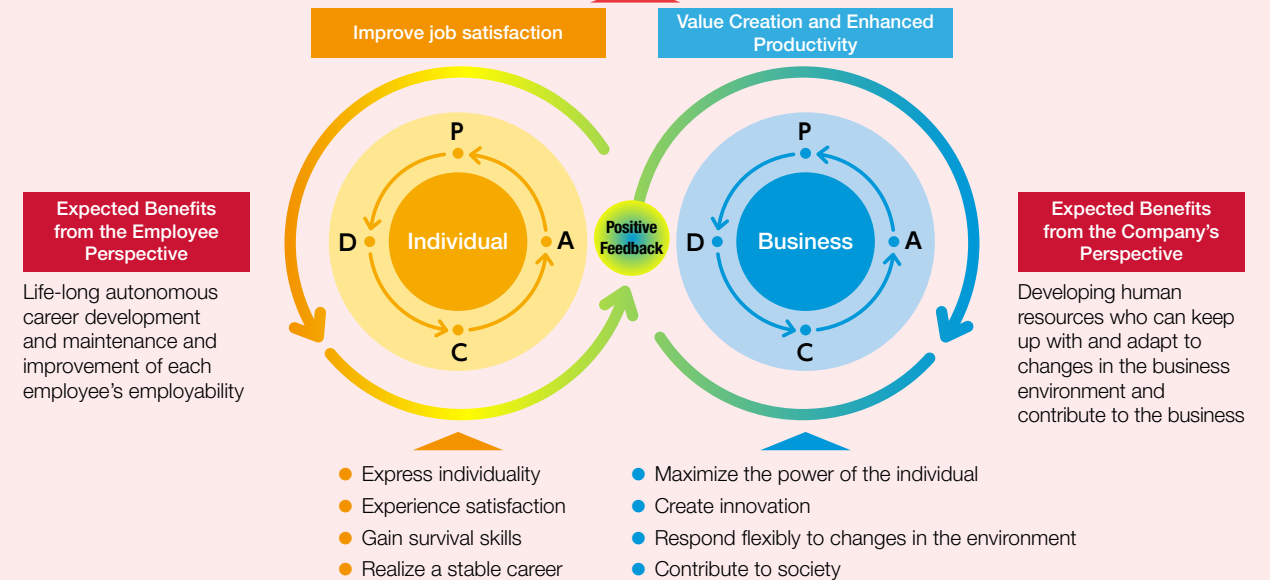 Improve job satisfaction
Value Creation and Enhanced
Productivity
P
D
Individual
A
C
Positive
Feedback
P
D
Business
A
C
Expected Benefits
from the Employee
Perspective
Life-long autonomous
career development
and maintenance and
improvement of each
employee’s employability
Expected Benefits
from the Company’s
Perspective
Developing human
resources who can keep
up with and adapt to
changes in the business
environment and
contribute to the business
● Express individuality
● Experience satisfaction
● Gain survival skills
● Realize a stable career
● Maximize the power of the individual
● Create innovation
● Respond flexibly to changes in the environment
● Contribute to society